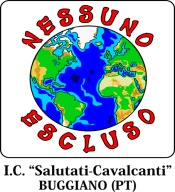 NESSUNO
ESCLUSO
I.C. “Salutati-Cavalcanti”
BUGGIANO (PT)